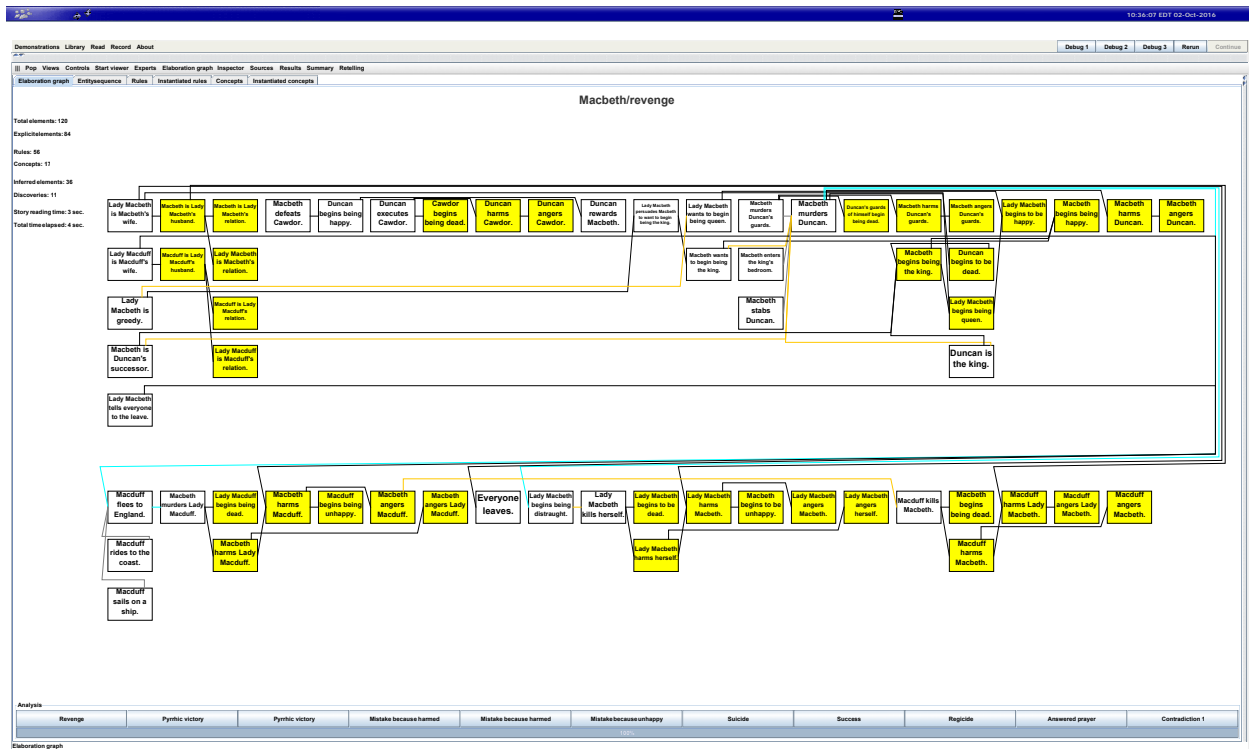 10:36:07 EDT 02-Oct-2016
Demonstrations Library Read Record About
Debug 1 Debug 2 Debug 3 Rerun Continue
||| Pop Views Controls Start viewer Experts Elaboration graph Inspector Sources Results Summary Retelling
Elaboration graph Entitysequence Rules Instantiated rules Concepts Instantiated concepts
Macbeth/revenge
Total elements: 120
Explicit elements: 84
Rules: 56
Concepts: 17
Inferred elements: 36
Discoveries: 11
Story reading time: 3 sec.
Total time elapsed: 4 sec.
Lady Macbeth
is Macbeth's
wife.
Macbeth is Lady
Macbeth's
husband.
Macbeth is Lady
Macbeth's
relation.
Macbeth
defeats
Cawdor.
Duncan
begins being
happy.
Duncan
executes
Cawdor.
Cawdor
begins
being dead.
Duncan
harms
Cawdor.
Duncan
angers
Cawdor.
Duncan
rewards
Macbeth.
Lady Macbeth
persuades Macbeth
to want to begin
being the king.
Lady Macbeth
wants to begin
being queen.
Macbeth
murders
Duncan's
guards.
Macbeth
murders
Duncan.
Duncan's guards
of himself begin
being dead.
Macbeth harms
Duncan's
guards.
Macbeth angers
Duncan's
guards.
Lady Macbeth
begins to be
happy.
Macbeth
begins being
happy.
Macbeth
harms
Duncan.
Macbeth
angers
Duncan.
Lady Macduff
is Macduff's
wife.
Macduff is Lady
Macduff's
husband.
Lady Macbeth
is Macbeth's
relation.
Macbeth wants
to begin being
the king.
Macbeth enters
the king's
bedroom.
Macbeth
begins being
the king.
Duncan
begins to be
dead.
Lady
Macbeth is
greedy.
Macduff is Lady
Macduff's
relation.
Macbeth
stabs
Duncan.
Lady Macbeth
begins being
queen.
Macbeth is
Duncan's
successor.
Lady Macduff
is Macduff's
relation.
Duncan is
the king.
Lady Macbeth
tells everyone
to the leave.
Macduff
flees to
England.
Macbeth
murders Lady
Macduff.
Lady Macduff
begins being
dead.
Macbeth
harms
Macduff.
Macduff
begins being
unhappy.
Macbeth
angers
Macduff.
Macbeth
angers Lady
Macduff.
Everyone
leaves.
Lady Macbeth
begins being
distraught.
Lady
Macbeth
kills herself.
Lady Macbeth
begins to be
dead.
Lady Macbeth
harms
Macbeth.
Macbeth
begins to be
unhappy.
Lady Macbeth
angers
Macbeth.
Lady Macbeth
angers
herself.
Macduff kills
Macbeth.
Macbeth
begins
being dead.
Macduff
harms Lady
Macbeth.
Macduff
angers Lady
Macbeth.
Macduff
angers
Macbeth.
Macduff
rides to the
coast.
Macbeth
harms Lady
Macduff.
Lady Macbeth
harms herself.
Macduff
harms
Macbeth.
Macduff
sails on a
ship.
Analysis
Revenge Pyrrhic victory Pyrrhic victory Mistake because harmed Mistake because harmed Mistake because unhappy Suicide Success Regicide Answered prayer Contradiction 1
100%
Elaboration graph